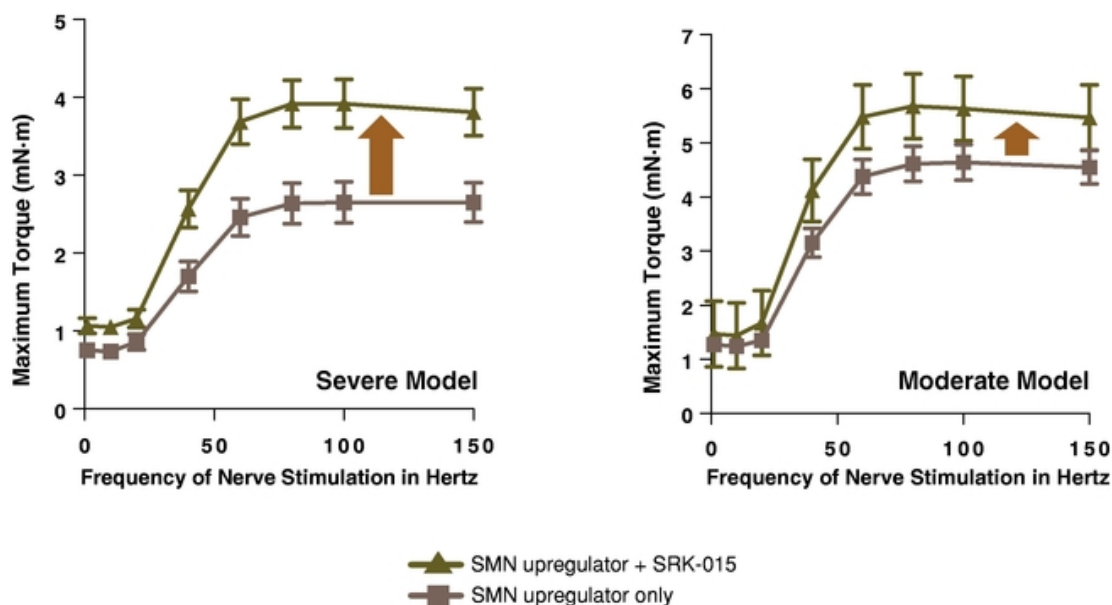 5
4
3
2
1
0
Maximum Torque (mN·m)
Severe Model
0 50 100 150
Frequency of Nerve Stimulation in Hertz
7
6
5
4
3
2
1
0
Maximum Torque (mN·m)
Moderate Model
0 50 100 150
Frequency of Nerve Stimulation in Hertz
SMN upregulator + SRK-015
SMN upregulator only